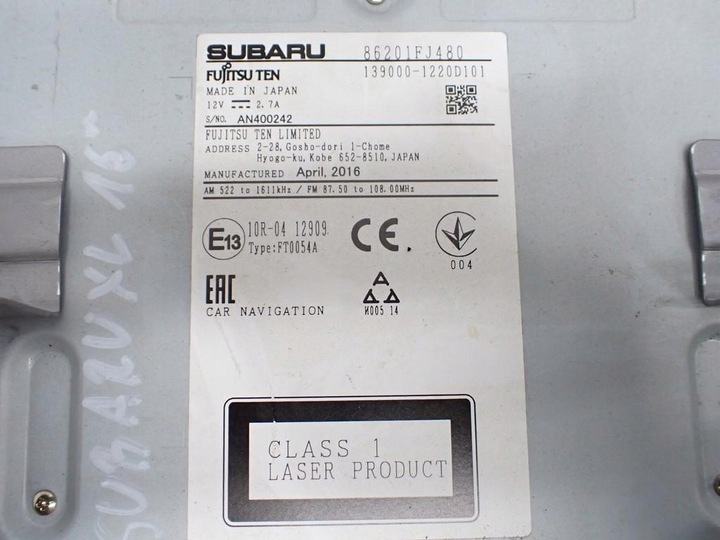 SUBARU 86201FJ480
FUJITSU TEN 139000-1220D101
MADE IN JAPAN
12V 2.7A
S/NO. AN400242
FUJITSU TEN LIMITED
ADDRESS 2-28, Gosho-dori 1-Chome
Hyogo-ku, Kobe 652-8510, JAPAN
MANUFACTURED April, 2016
AM 522 to 1611kHz / FM 87.50 to 108.00MHz
E13 10R-04 12909
Type:FT0054A
CE
004
EAC
CAR NAVIGATION
И005 14
CLASS 1
LASER PRODUCT
SUBARU XV 16"